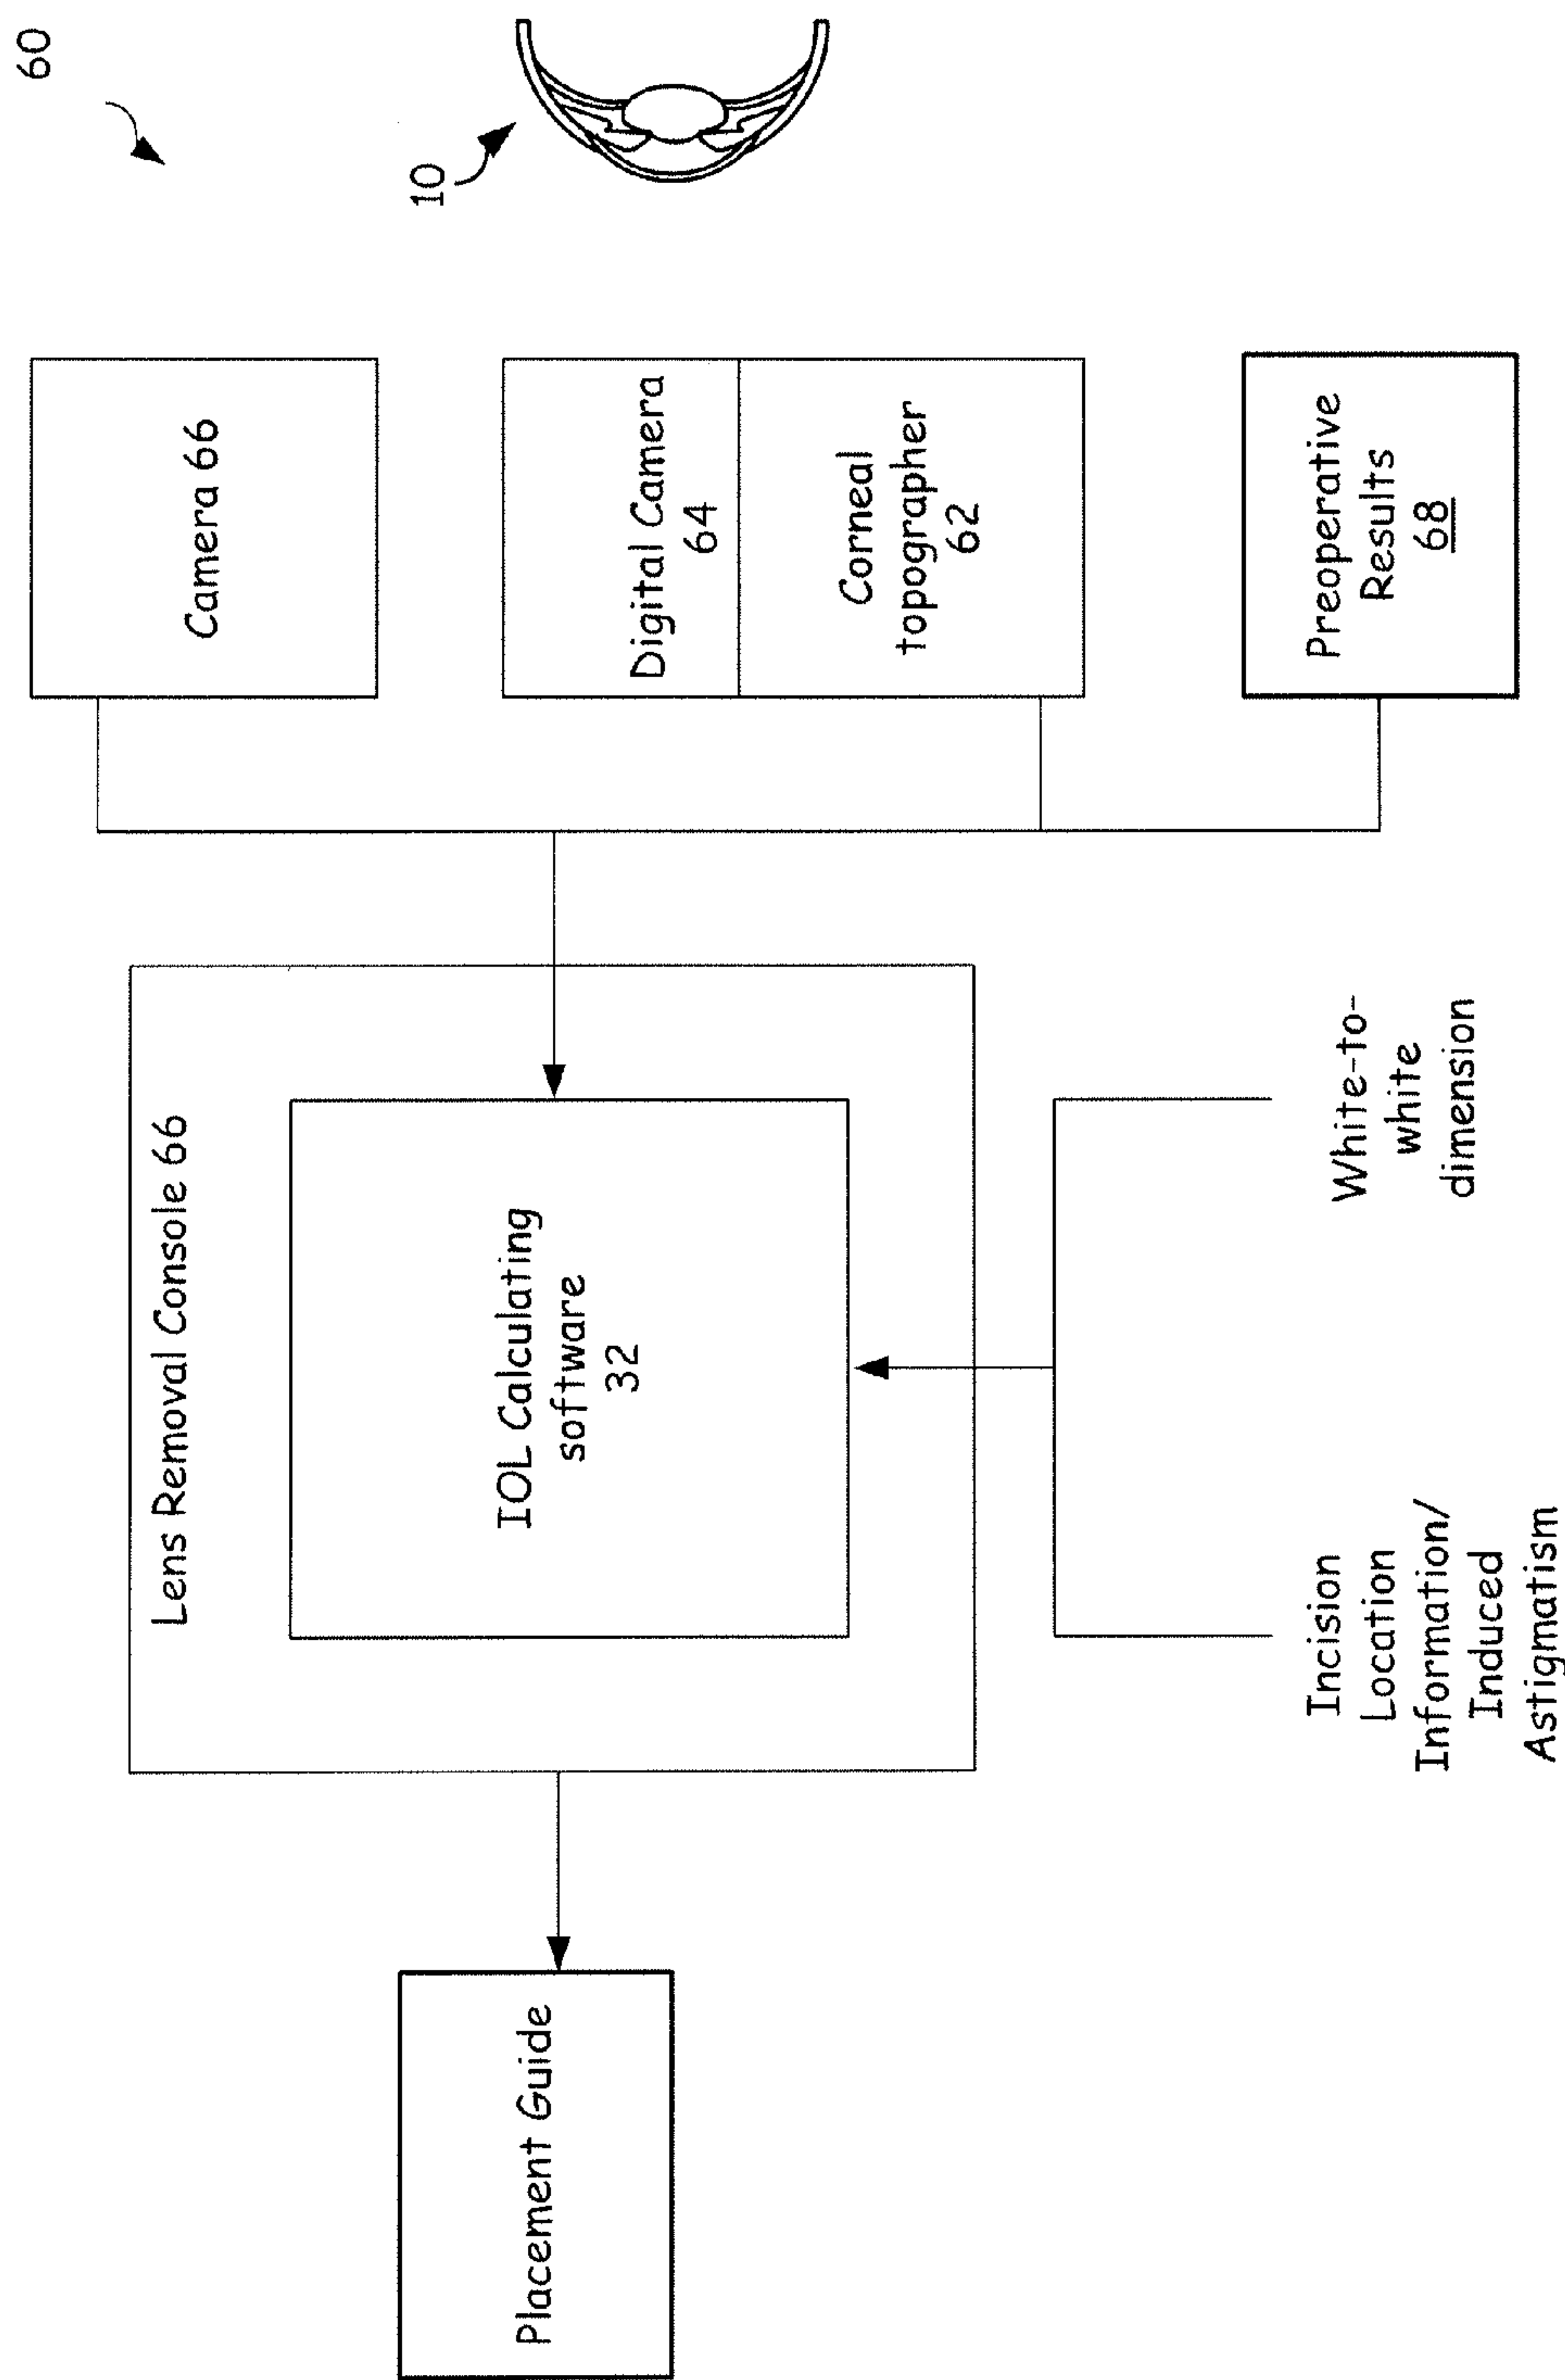 60
10
Camera 66
Digital Camera
64
Corneal
topographer
62
Preoperative
Results
68
Lens Removal Console 66
IOL Calculating
software
32
White-to-
white
dimension
Incision
Location
Information/
Induced
Astigmatism
Placement Guide